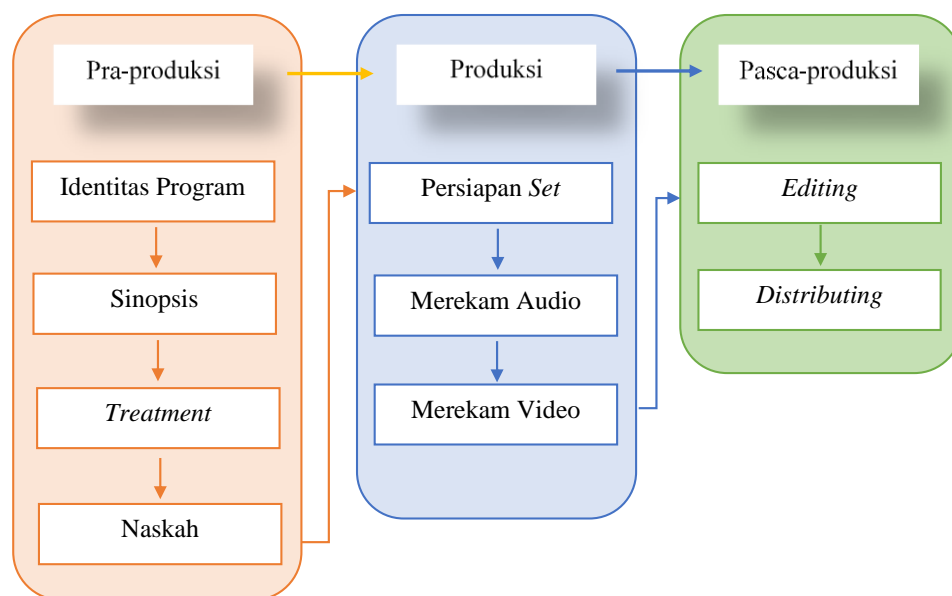 Pra-produksi
Identitas Program
Sinopsis
Treatment
Naskah
Produksi
Persiapan Set
Merekam Audio
Merekam Video
Pasca-produksi
Editing
Distributing